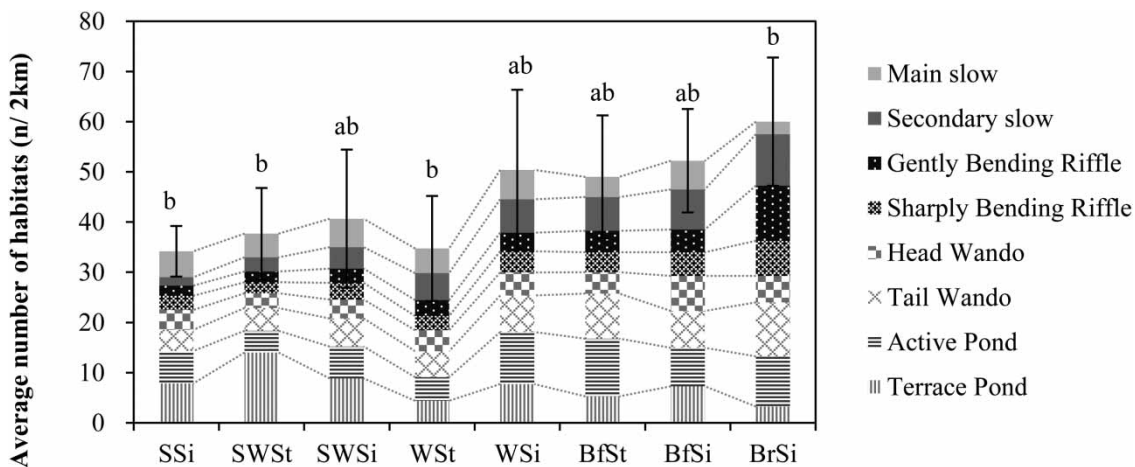 Average number of habitats (n/ 2km)
80
70
60
50
40
30
20
10
0
b
b
ab
b
ab
ab
ab
b
SSi SWSt SWSi WSt WSi BfSt BfSi BrSi
Main slow
Secondary slow
Gently Bending Riffle
Sharply Bending Riffle
Head Wando
Tail Wando
Active Pond
Terrace Pond